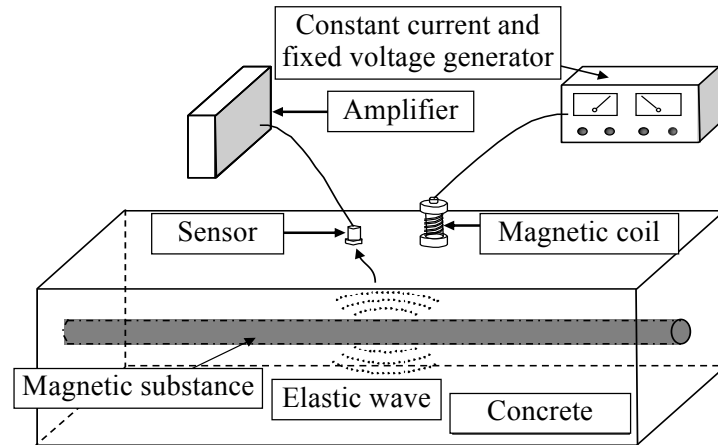 Constant current and
fixed voltage generator
Amplifier
Sensor
Magnetic coil
Magnetic substance
Elastic wave
Concrete